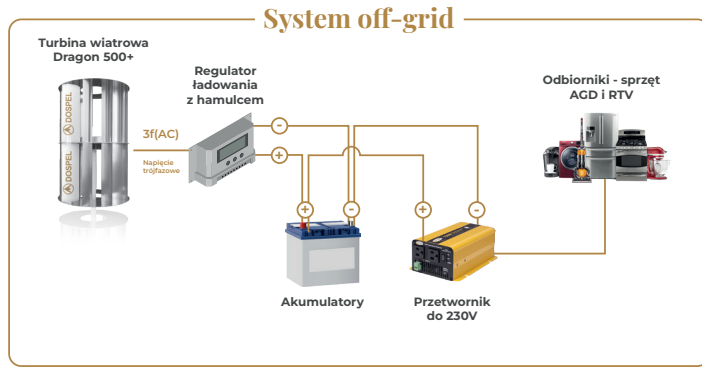 System off-grid
Turbina wiatrowa
Dragon 500+
DOSPEL
DOSPEL
3f(AC)
Napięcie
trójfazowe
Regulator
ładowania
z hamulcem
-
+
+
-
Akumulatory
+
-
Przetwornik
do 230V
Odbiorniki - sprzęt
AGD i RTV